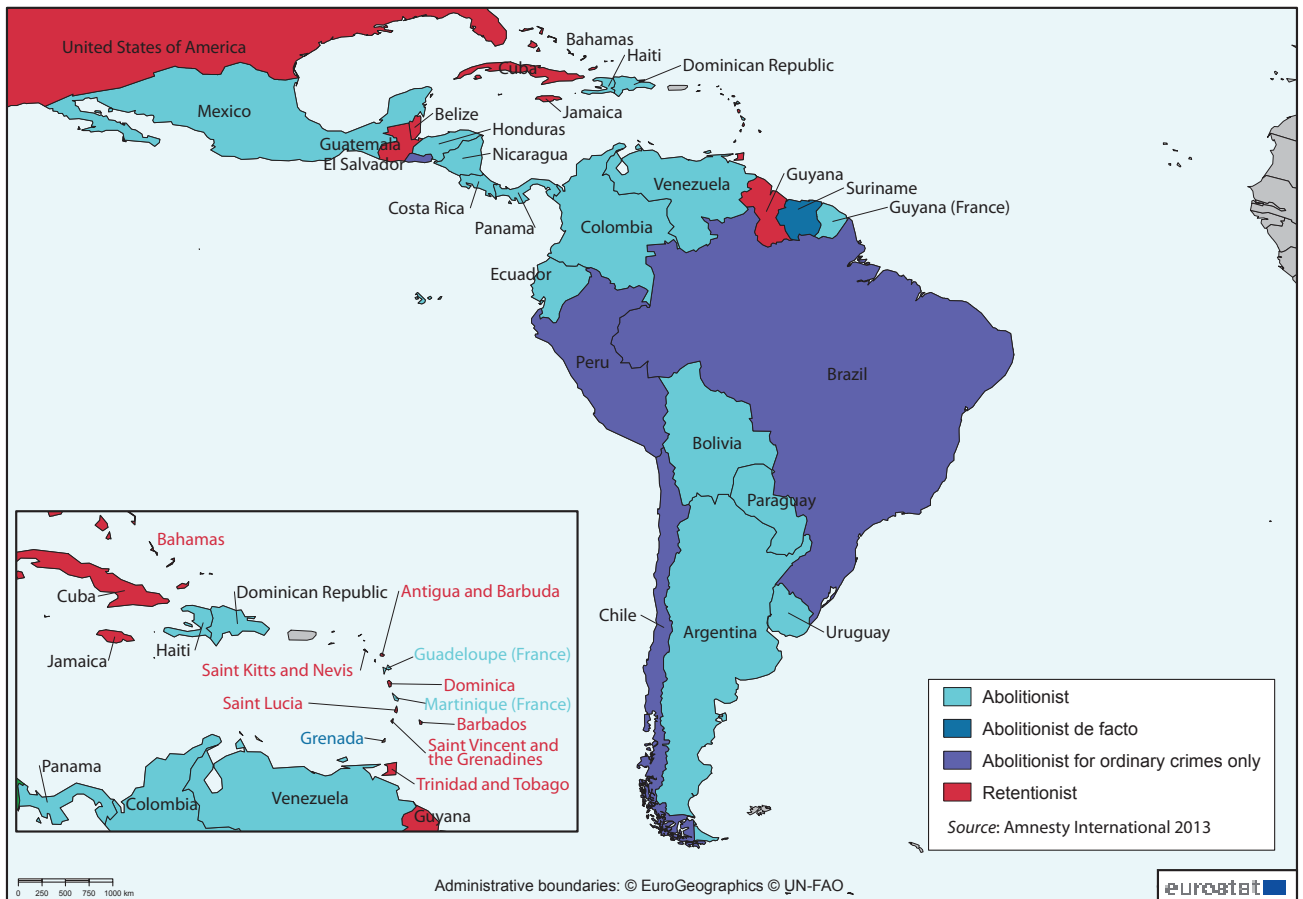 United States of America
Bahamas
Haiti
Cuba
Dominican Republic
Mexico
Jamaica
Belize
Honduras
Guatemala
Nicaragua
El Salvador
Costa Rica
Panama
Venezuela
Guyana
Suriname
Guyana (France)
Colombia
Ecuador
Peru
Brazil
Bolivia
Paraguay
Chile
Argentina
Uruguay
Bahamas
Cuba
Dominican Republic
Antigua and Barbuda
Jamaica
Haiti
Guadeloupe (France)
Saint Kitts and Nevis
Dominica
Saint Lucia
Martinique (France)
Barbados
Grenada
Saint Vincent and
the Grenadines
Panama
Trinidad and Tobago
Colombia
Venezuela
Guyana
Abolitionist
Abolitionist de facto
Abolitionist for ordinary crimes only
Retentionist
Source: Amnesty International 2013
0 250 500 750 1000 km
Administrative boundaries: © EuroGeographics © UN-FAO
eurostat